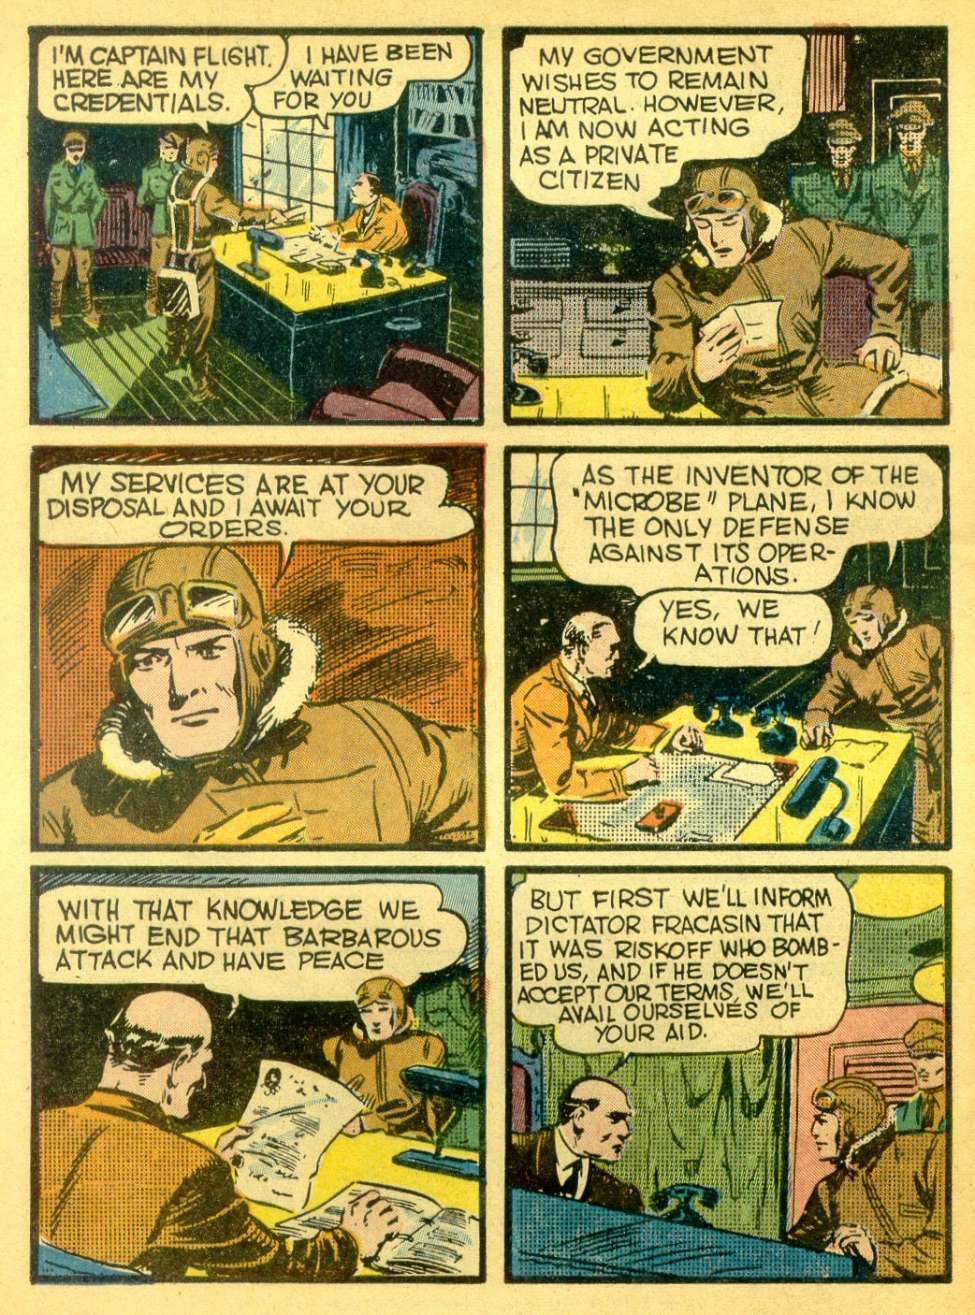 I'M CAPTAIN FLIGHT.
HERE ARE MY
CREDENTIALS.
I HAVE BEEN
WAITING
FOR YOU
MY GOVERNMENT
WISHES TO REMAIN
NEUTRAL. HOWEVER,
I AM NOW ACTING
AS A PRIVATE
CITIZEN
MY SERVICES ARE AT YOUR
DISPOSAL AND I AWAIT YOUR
ORDERS.
AS THE INVENTOR OF THE
"MICROBE" PLANE, I KNOW
THE ONLY DEFENSE
AGAINST ITS OPER-
ATIONS.
YES, WE
KNOW THAT!
WITH THAT KNOWLEDGE WE
MIGHT END THAT BARBAROUS
ATTACK AND HAVE PEACE
BUT FIRST WE'LL INFORM
DICTATOR FRACASIN THAT
IT WAS RISKOFF WHO BOMB-
ED US, AND IF HE DOESN'T
ACCEPT OUR TERMS, WE'LL
AVAIL OURSELVES OF
YOUR AID.